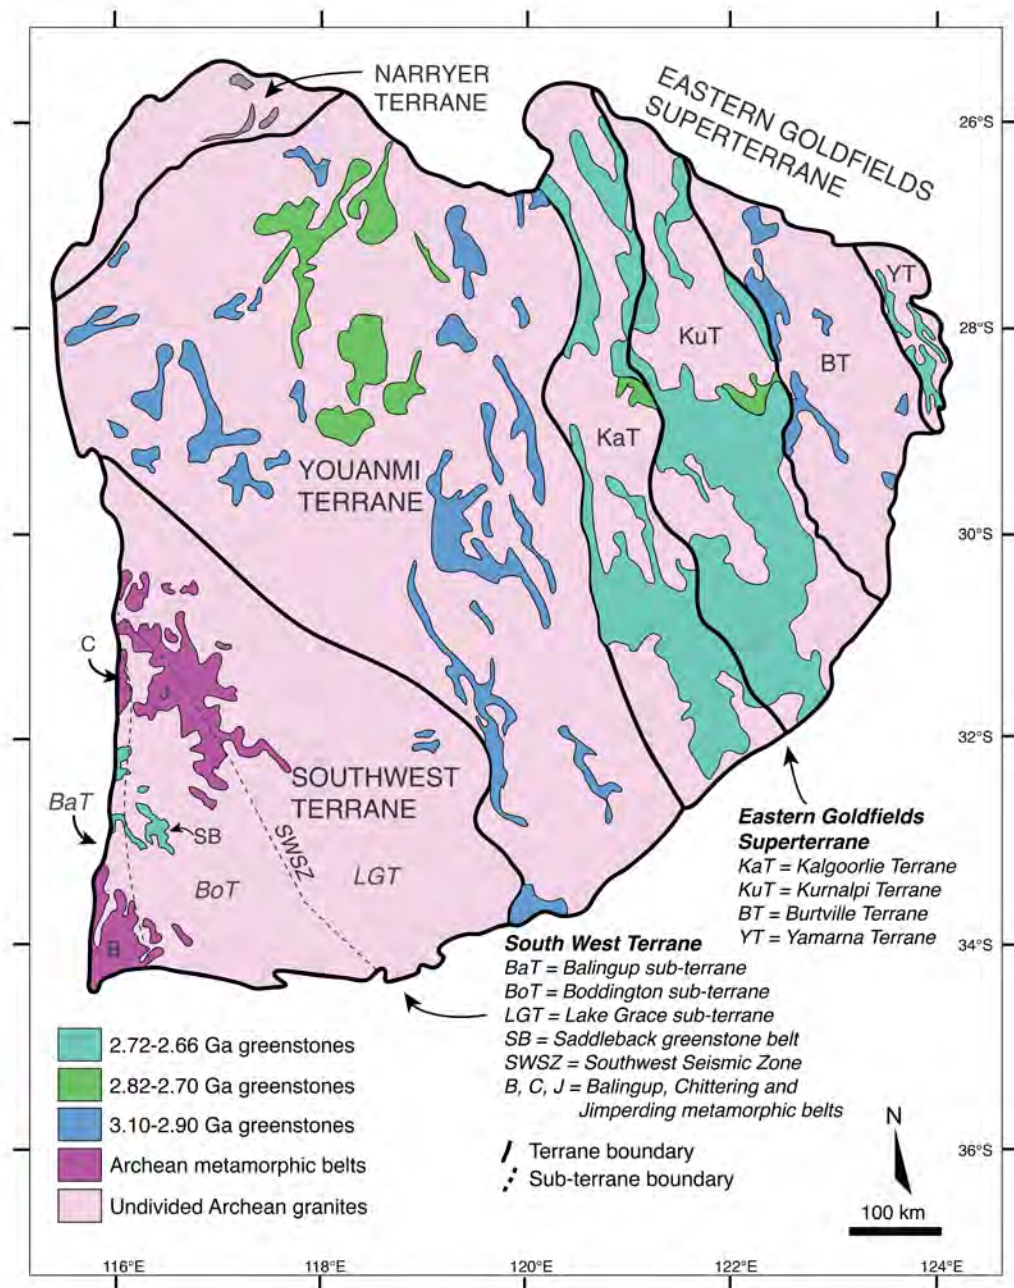 NARRYER
TERRANE
EASTERN GOLDFIELDS
SUPERTERRANE
26°S
YT
28°S
KuT
BT
KaT
YOUANMI
TERRANE
30°S
C
J
32°S
SOUTHWEST
TERRANE
BaT
SB
SWSZ
BoT
LGT
B
34°S
Eastern Goldfields
Superterrane
KaT = Kalgoorlie Terrane
KuT = Kurnalpi Terrane
BT = Burtville Terrane
YT = Yamarna Terrane
South West Terrane
BaT = Balingup sub-terrane
BoT = Boddington sub-terrane
LGT = Lake Grace sub-terrane
SB = Saddleback greenstone belt
SWSZ = Southwest Seismic Zone
B, C, J = Balingup, Chittering and
Jimperding metamorphic belts
Terrane boundary
Sub-terrane boundary
2.72-2.66 Ga greenstones
2.82-2.70 Ga greenstones
3.10-2.90 Ga greenstones
Archean metamorphic belts
Undivided Archean granites
N
36°S
100 km
116°E
118°E
120°E
122°E
124°E